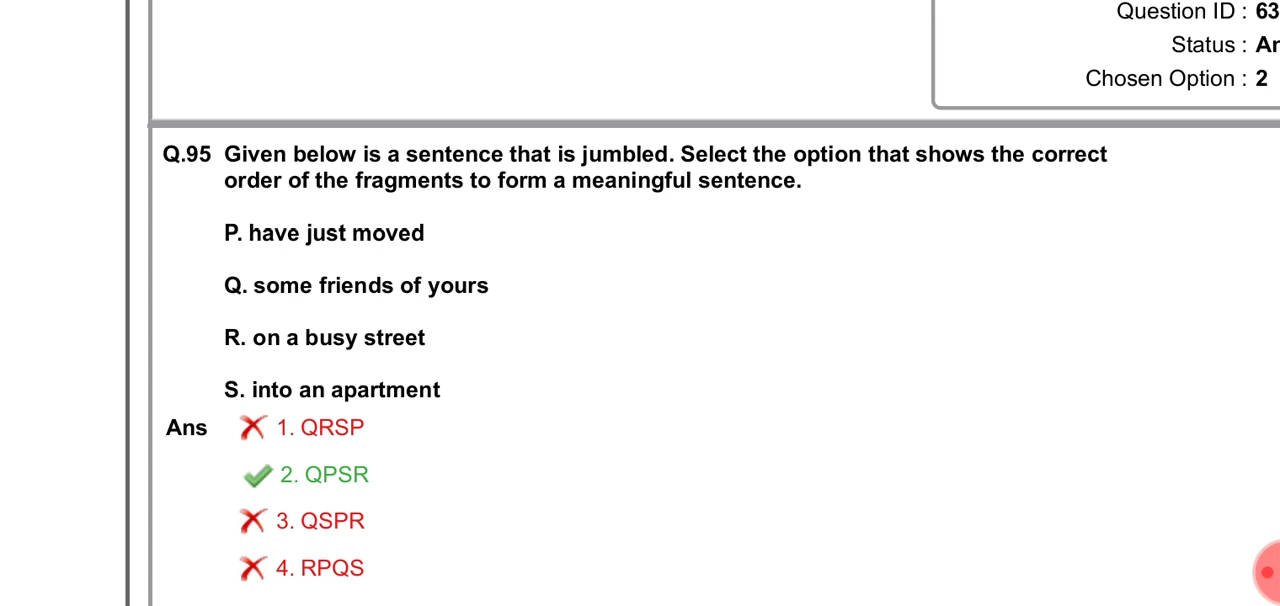 Question ID : 63
Status :
Chosen Option : 2
Q.95 Given below is a sentence that is jumbled. Select the option that shows the correct
order of the fragments to form a meaningful sentence.
P. have just moved
Q. some friends of yours
R. on a busy street
S. into an apartment
Ans 1. QRSP
2. QPSR
3. QSPR
4. RPQS